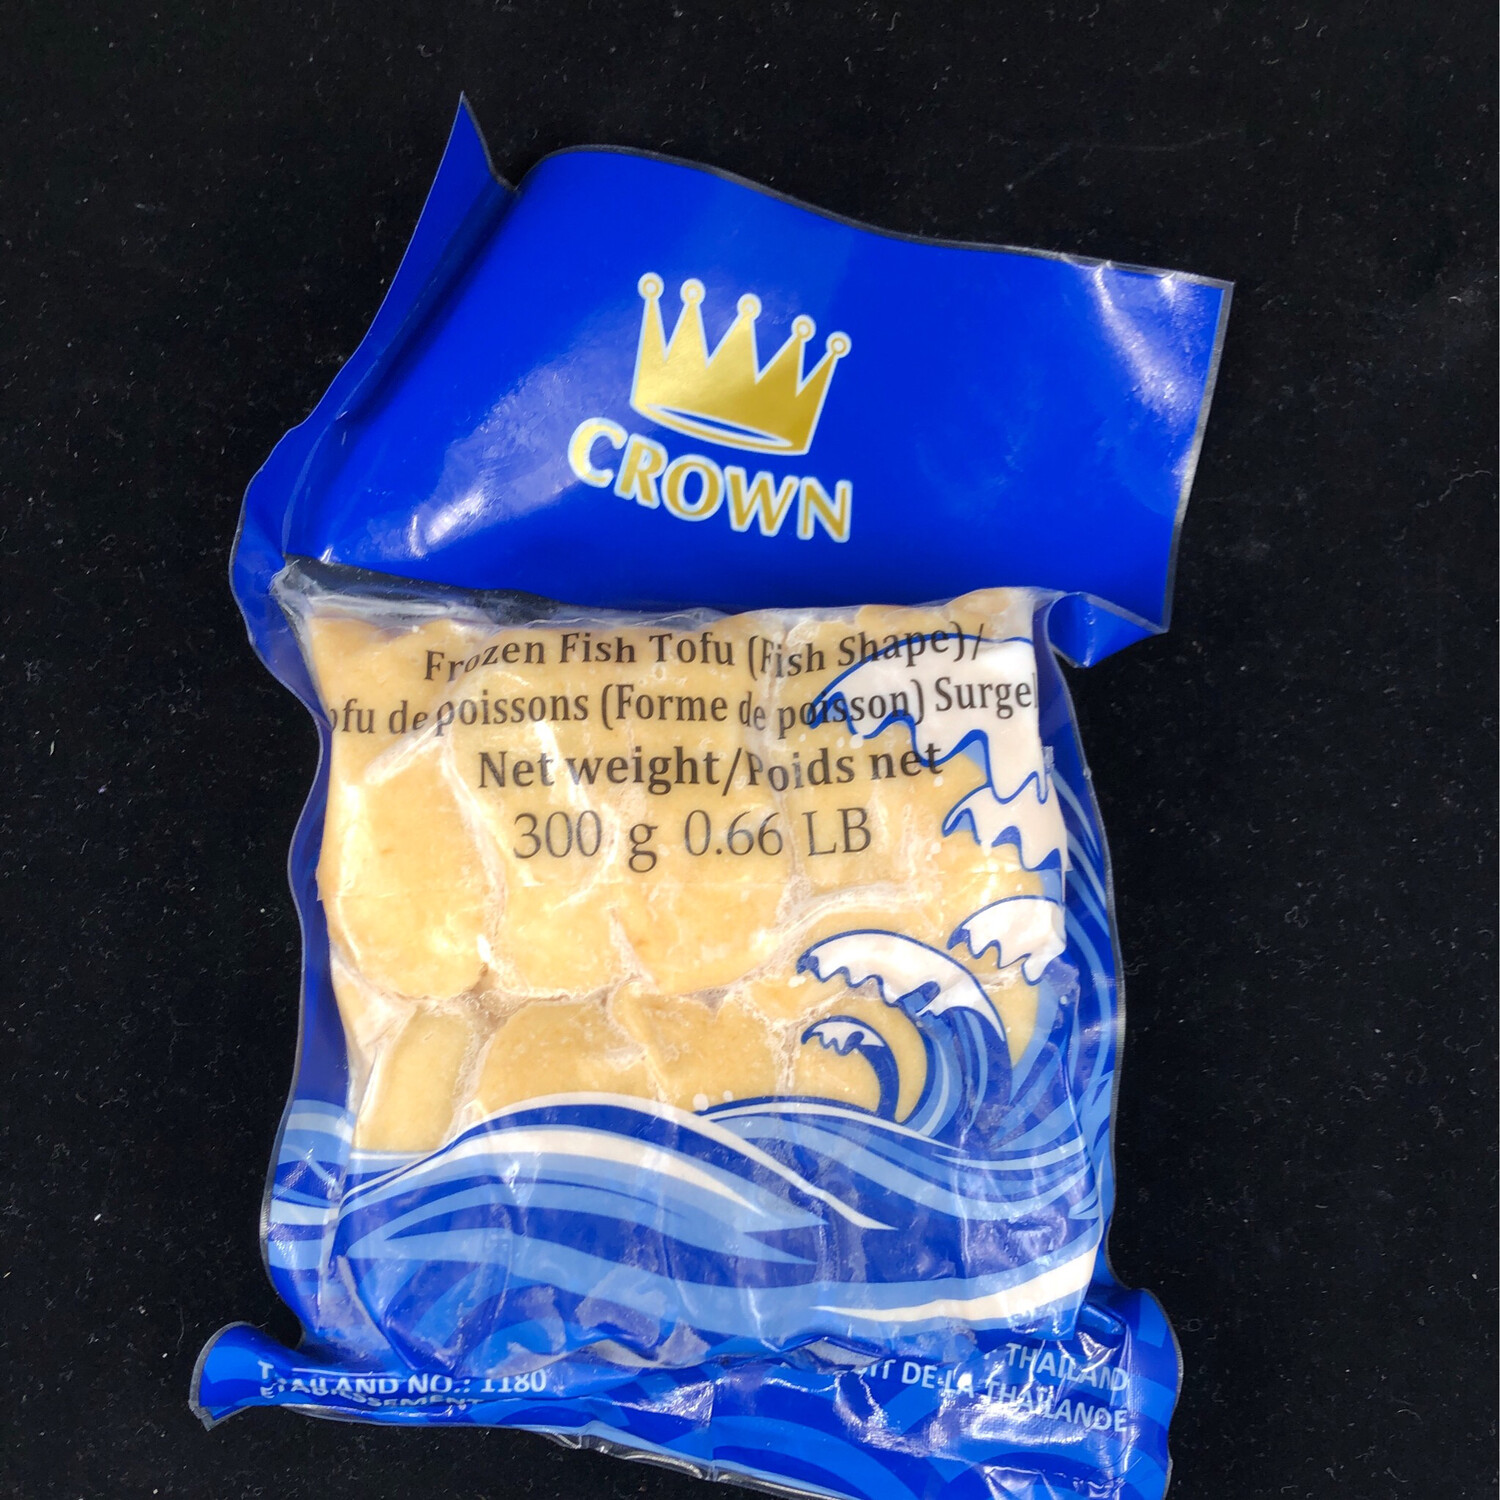 CROWN
Frozen Fish Tofu (Fish Shape)/
ofu de poissons (Forme de poisson) Surgel
Net weight/Poids net
300 g 0.66 LB
THAILAND NO.: 1180
THAILAND
DE LA THAILANDE